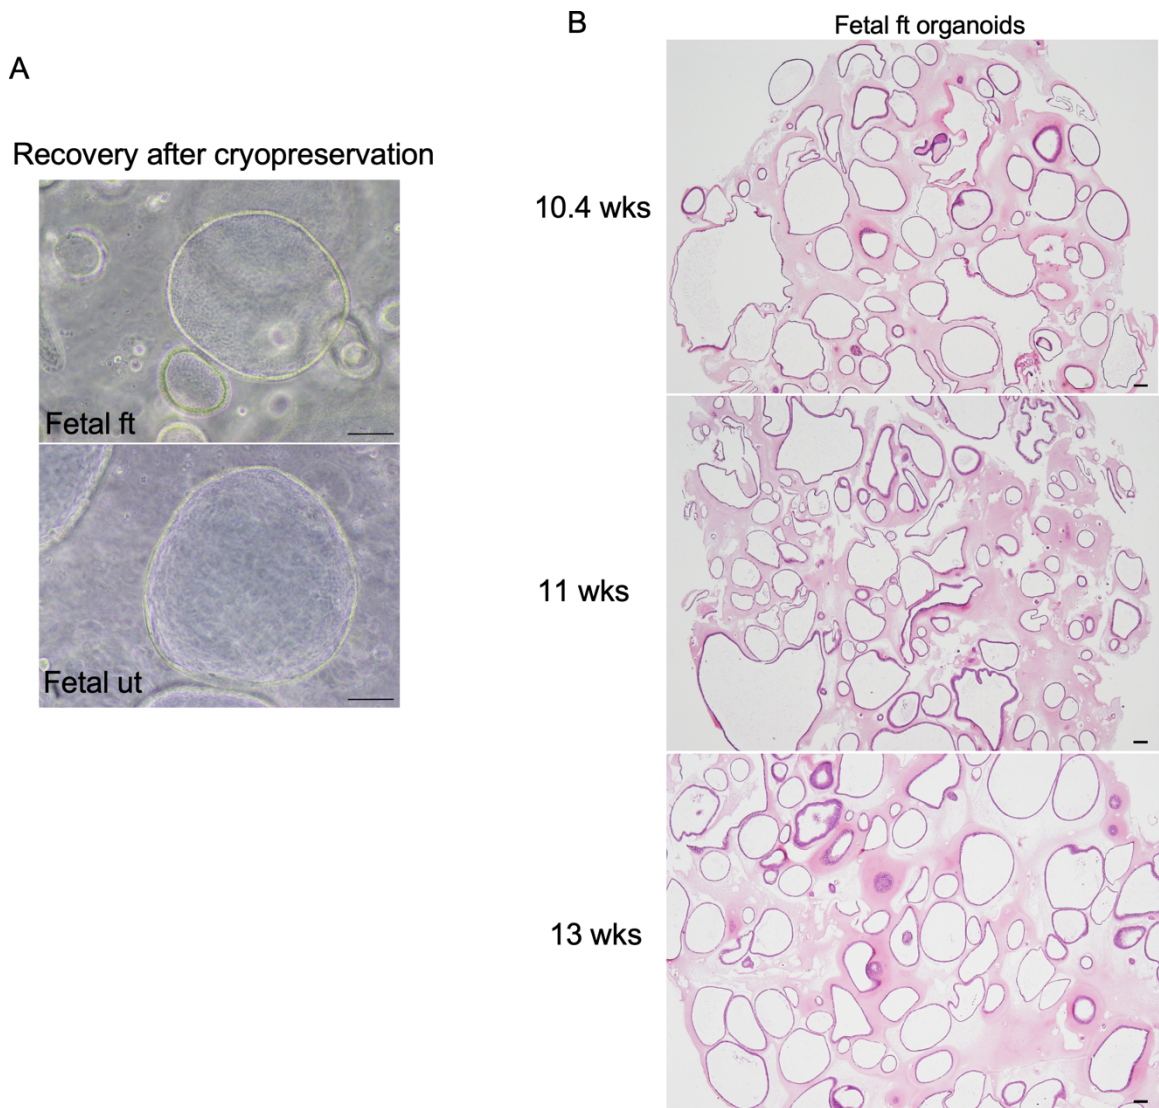 A
Recovery after cryopreservation
Fetal ft
Fetal ut
B
Fetal ft organoids
10.4 wks
11 wks
13 wks